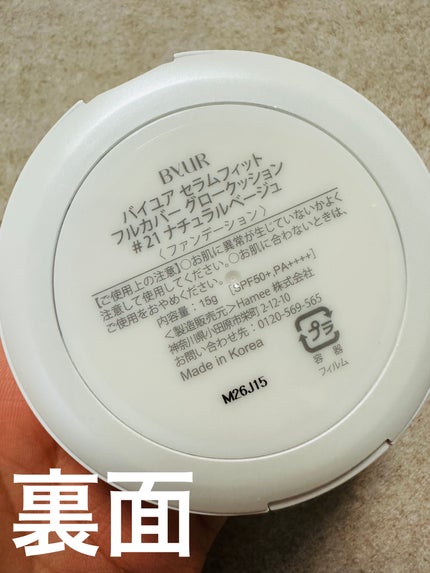 BY:UR
バイユア セラムフィット
フルカバー グロークッション
#21 ナチュラルベージュ
〈ファンデーション〉
【ご使用上の注意】○お肌に異常が生じていないかよく
注意して使用してください。○お肌に合わないときは、
ご使用をおやめください。
内容量：15g [SPF50+,PA++++]
<製造販売元> Hamee 株式会社
神奈川県小田原市栄町2-12-10
お問い合わせ先：0120-569-565
Made in Korea
プラ
容器
フィルム
M26J15
裏面